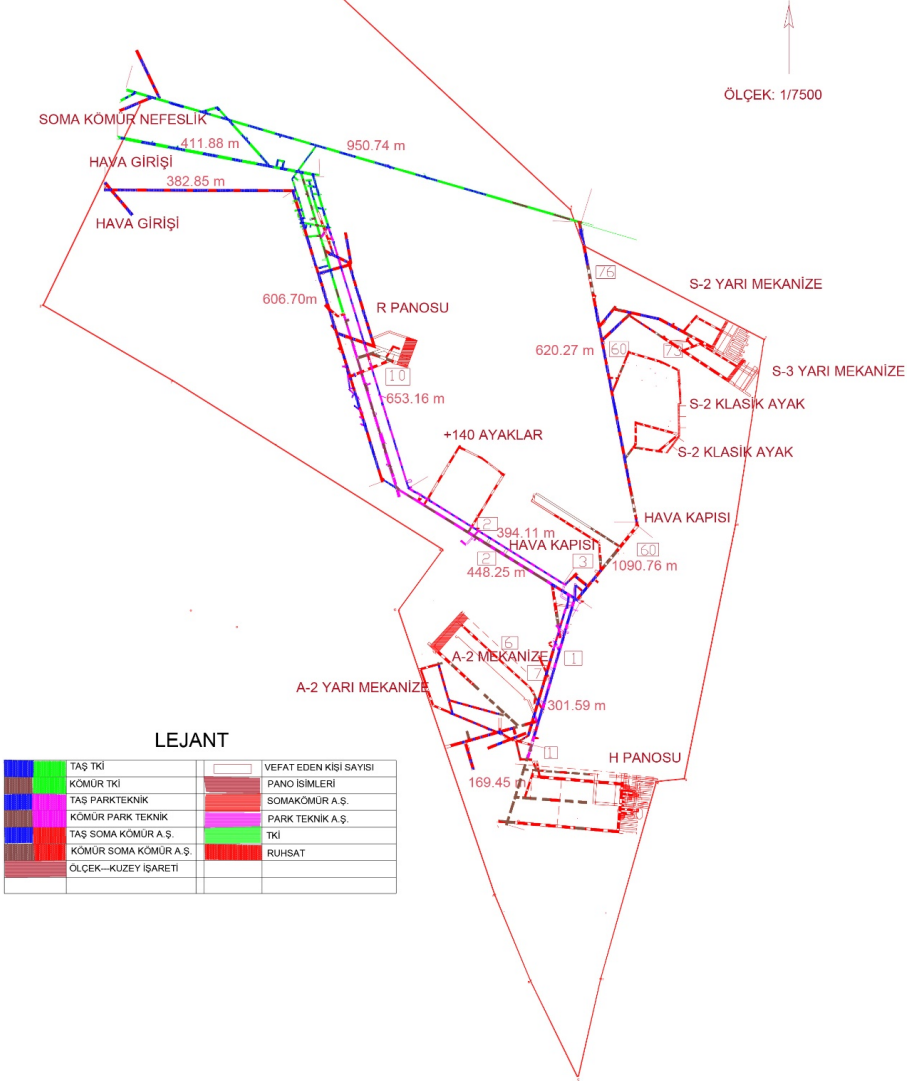 ÖLÇEK: 1/7500
SOMA KÖMÜR NEFESLİK
411.88 m
950.74 m
HAVA GİRİŞİ
382.85 m
HAVA GİRİŞİ
76
S-2 YARI MEKANİZE
606.70m
R PANOSU
620.27 m
60
73
S-3 YARI MEKANİZE
10
653.16 m
S-2 KLASİK AYAK
+140 AYAKLAR
S-2 KLASİK AYAK
2
394.11 m
HAVA KAPISI
HAVA KAPISI
2
448.25 m
3
60
1090.76 m
6
A-2 MEKANİZE
1
7
A-2 YARI MEKANİZE
301.59 m
1
H PANOSU
169.45 m
LEJANT
TAŞ TKİ
VEFAT EDEN KİŞİ SAYISI
KÖMÜR TKİ
PANO İSİMLERİ
TAŞ PARKTEKNİK
SOMAKÖMÜR A.Ş.
KÖMÜR PARK TEKNİK
PARK TEKNİK A.Ş.
TAŞ SOMA KÖMÜR A.Ş.
TKİ
KÖMÜR SOMA KÖMÜR A.Ş.
RUHSAT
ÖLÇEK---KUZEY İŞARETİ